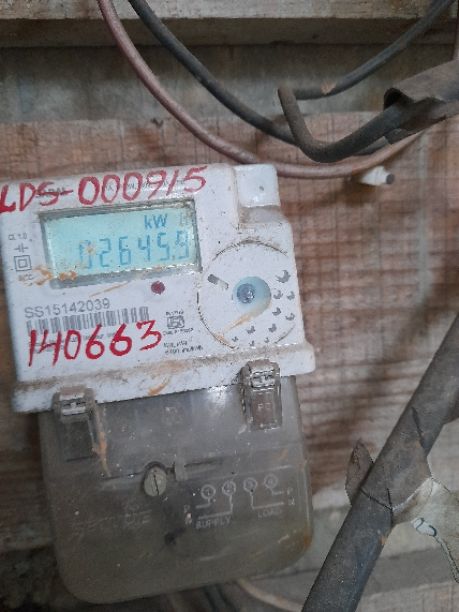 LDS-000915
kW
02645.9
SS15142039
140663
SUPPLY
LOAD